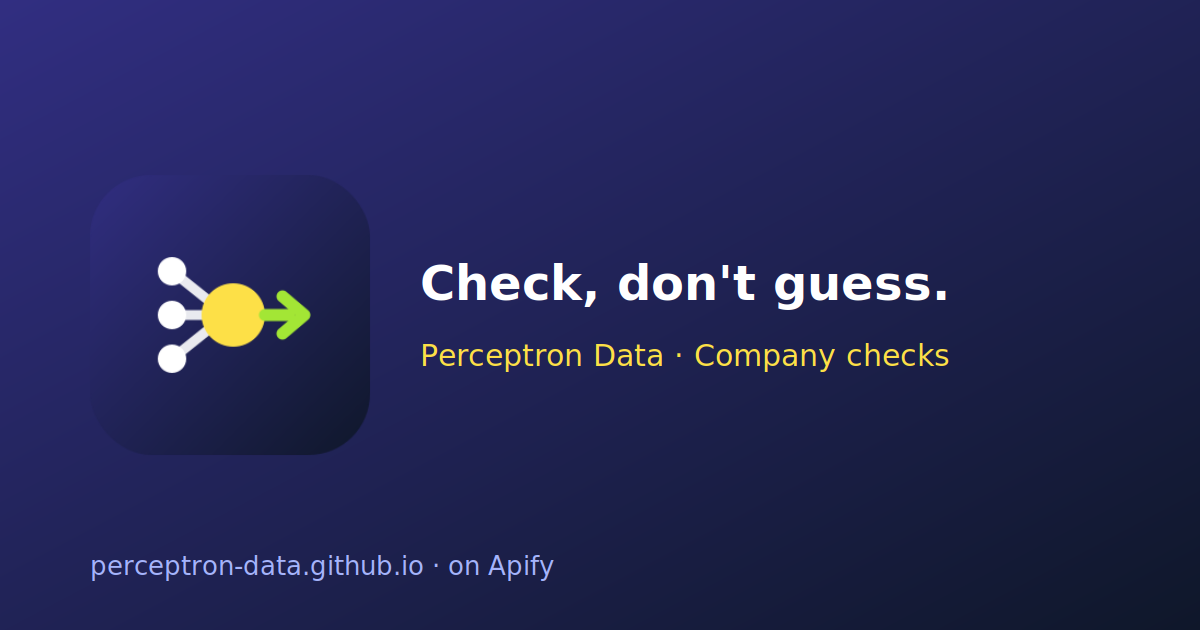 Check, don't guess.
Perceptron Data · Company checks
perceptron-data.github.io · on Apify